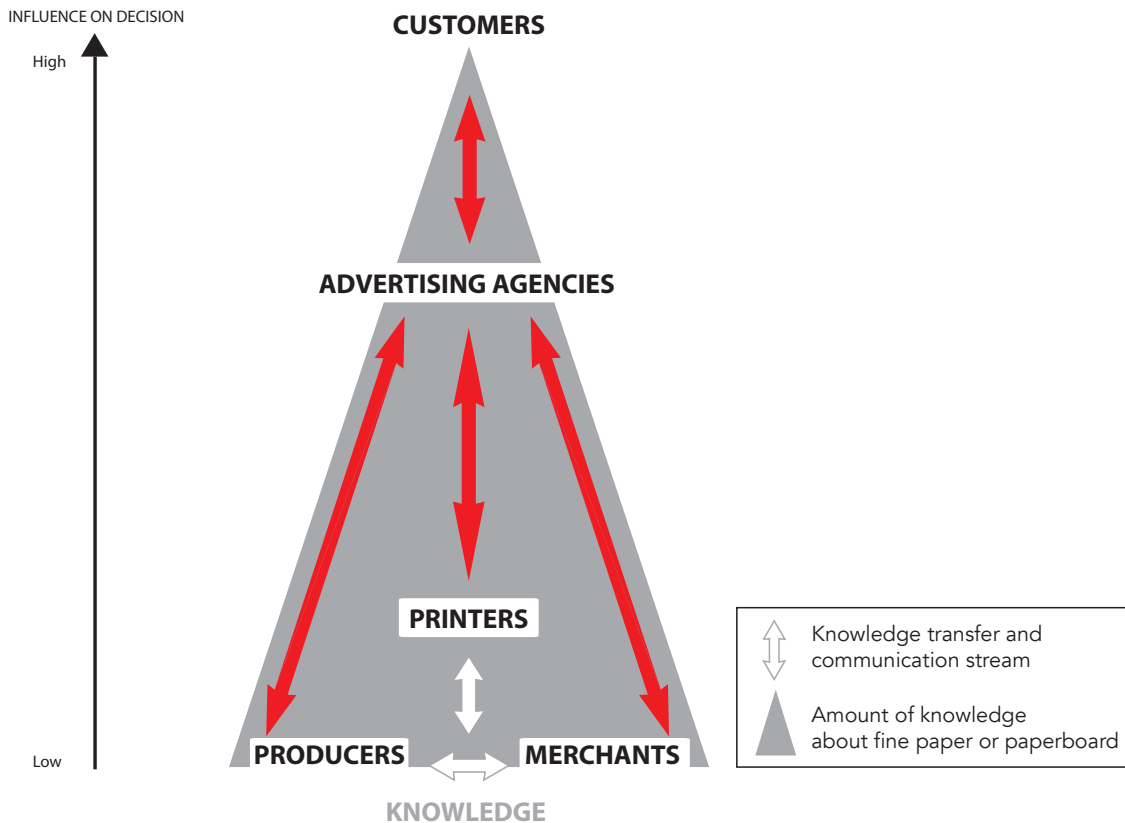 INFLUENCE ON DECISION
High
CUSTOMERS
ADVERTISING AGENCIES
PRINTERS
PRODUCERS
MERCHANTS
Low
KNOWLEDGE
Knowledge transfer and
communication stream
Amount of knowledge
about fine paper or paperboard